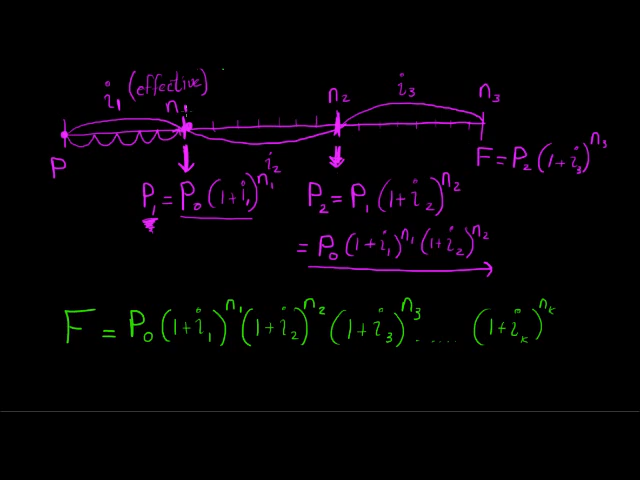 i₁ (effective)
n₁ n₂ i₃ n₃
P i₂ F = P₂(1+i₃)^n₃
P₁ = P₀(1+i₁)^n₁ P₂ = P₁(1+i₂)^n₂
= P₀(1+i₁)^n₁(1+i₂)^n₂
F = P₀(1+i₁)^n₁(1+i₂)^n₂(1+i₃)^n₃ ...... (1+iₖ)^nₖ